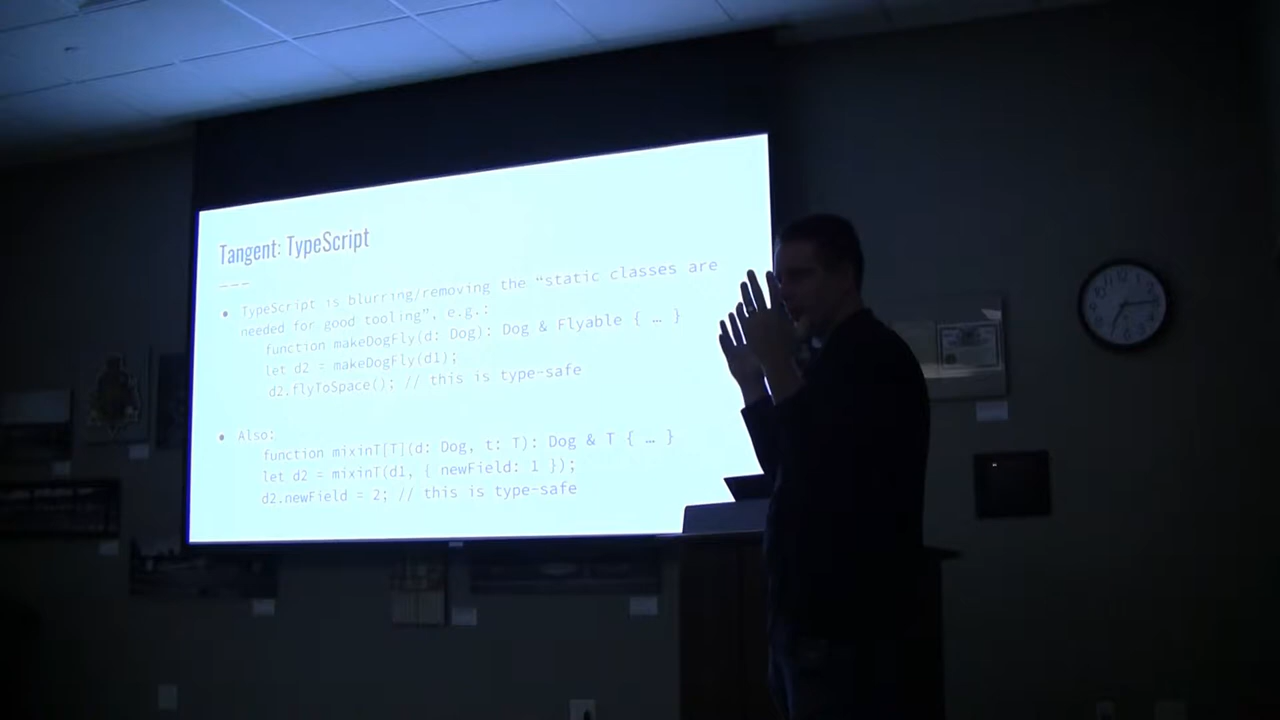 Tangent: TypeScript
---
● TypeScript is blurring/removing the “static classes are
needed for good tooling”, e.g.:
function makeDogFly(d: Dog): Dog & Flyable { … }
let d2 = makeDogFly(d1);
d2.flyToSpace(); // this is type-safe
● Also:
function mixinT[T](d: Dog, t: T): Dog & T { … }
let d2 = mixinT(d1, { newField: 1 });
d2.newField = 2; // this is type-safe